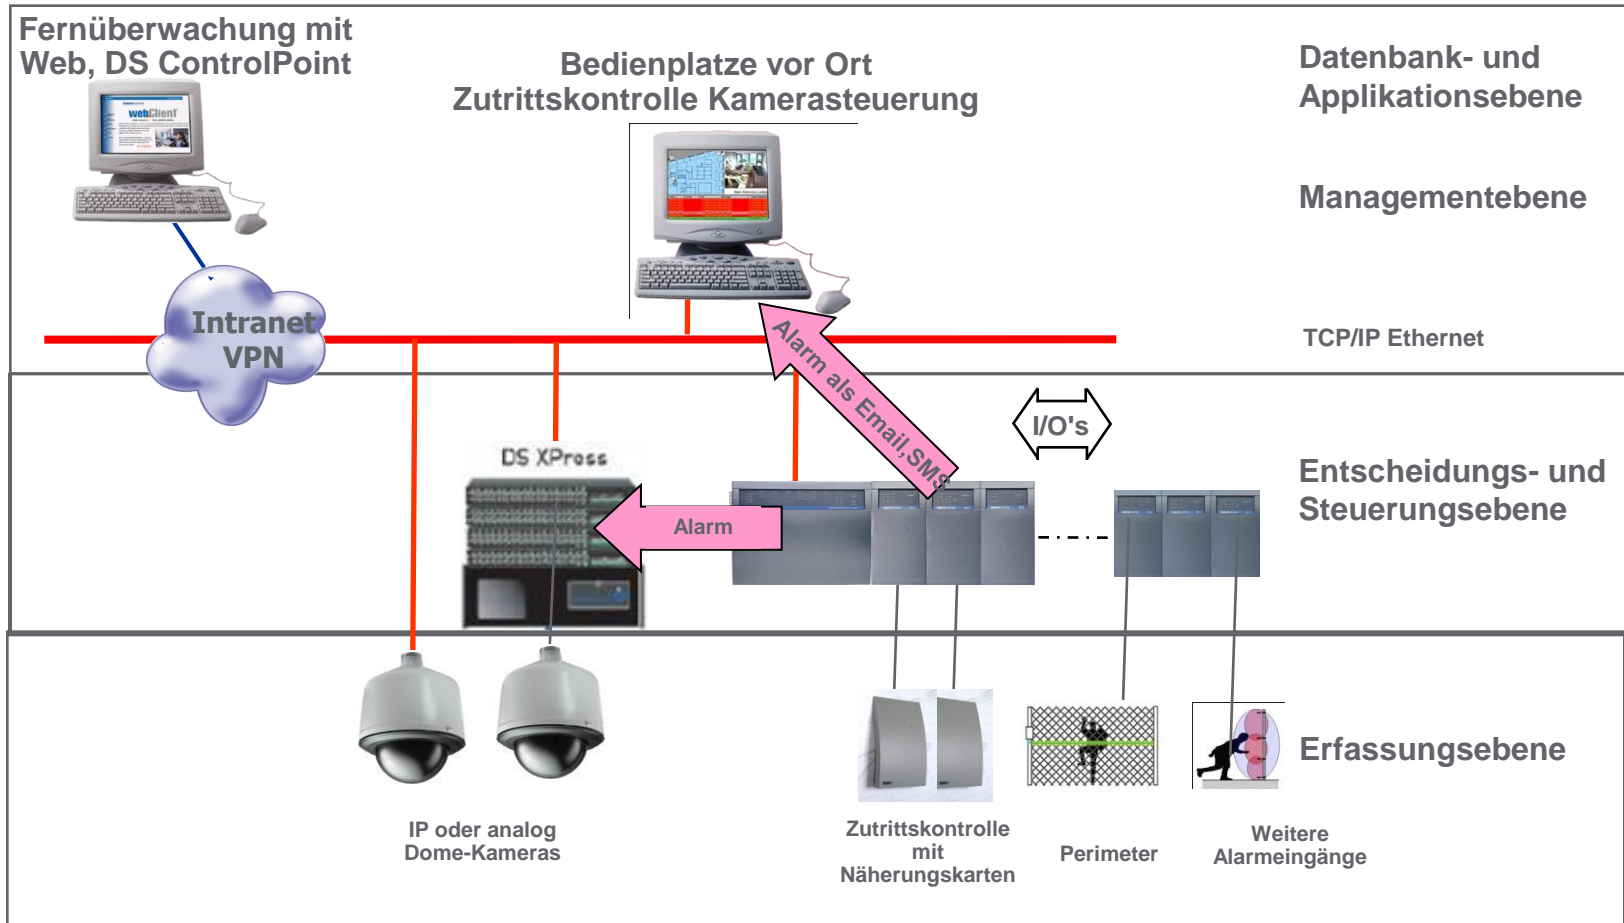 Fernüberwachung mit
Web, DS ControlPoint
Bedienplatze vor Ort
Zutrittskontrolle Kamerasteuerung
Datenbank- und
Applikationsebene
webClient
Managementebene
Intranet
VPN
TCP/IP Ethernet
Alarm als Email,SMS
I/O's
DS XPress
Alarm
Entscheidungs- und
Steuerungsebene
Erfassungsebene
IP oder analog
Dome-Kameras
Zutrittskontrolle
mit
Näherungskarten
Perimeter
Weitere
Alarmeingänge